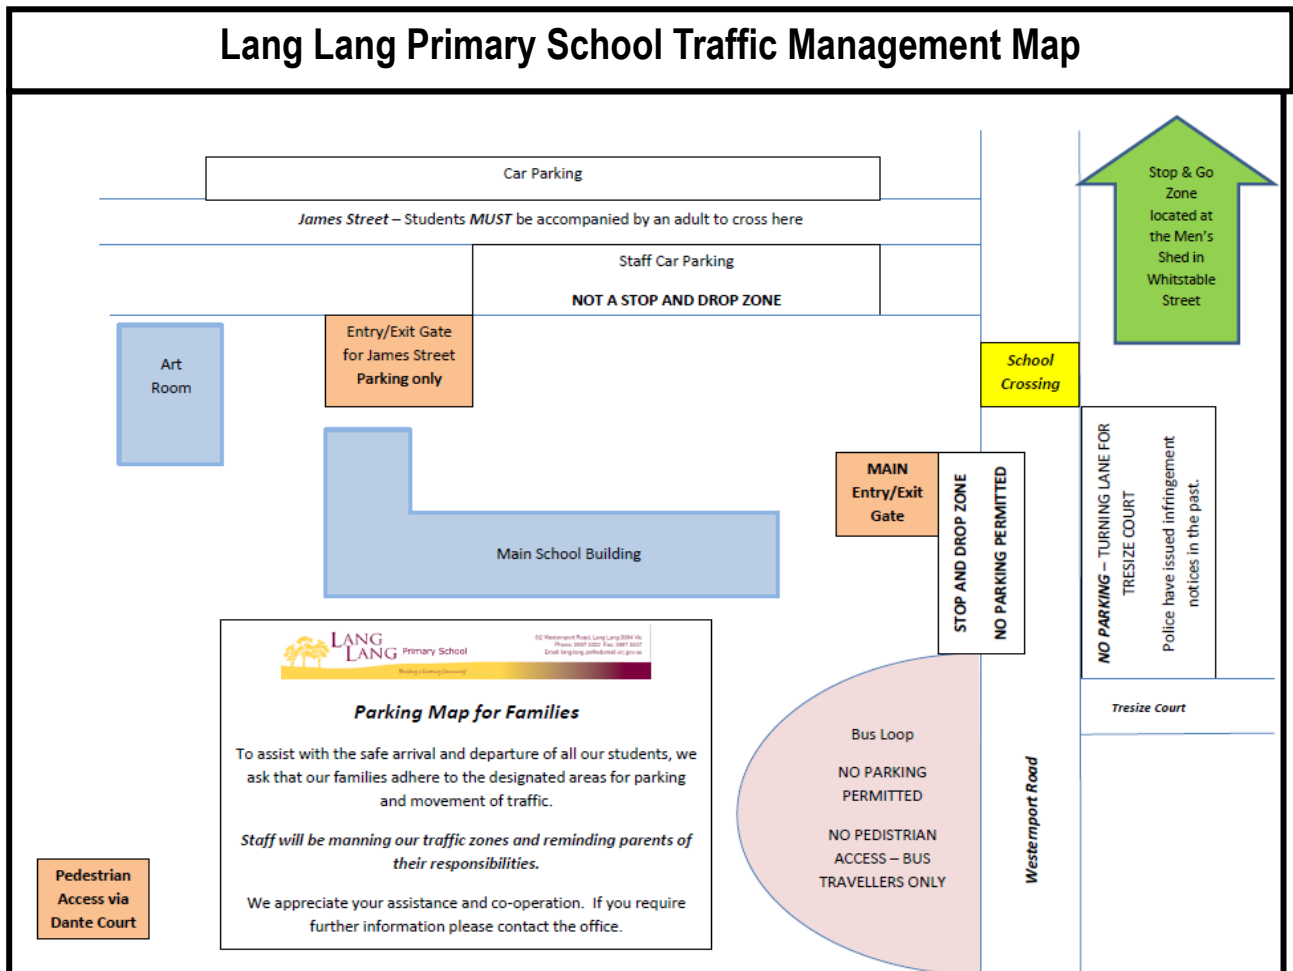 Lang Lang Primary School Traffic Management Map
Car Parking
James Street – Students MUST be accompanied by an adult to cross here
Staff Car Parking
NOT A STOP AND DROP ZONE
Stop & Go
Zone
located at
the Men's
Shed in
Whitstable
Street
Art
Room
Entry/Exit Gate
for James Street
Parking only
School
Crossing
MAIN
Entry/Exit
Gate
STOP AND DROP ZONE
NO PARKING PERMITTED
NO PARKING – TURNING LANE FOR
TRESIZE COURT
Police have issued infringement
notices in the past.
Main School Building
LANG
LANG Primary School
Parking Map for Families
To assist with the safe arrival and departure of all our students, we
ask that our families adhere to the designated areas for parking
and movement of traffic.
Staff will be manning our traffic zones and reminding parents of
their responsibilities.
We appreciate your assistance and co-operation. If you require
further information please contact the office.
Tresize Court
Bus Loop
NO PARKING
PERMITTED
NO PEDISTRIAN
ACCESS – BUS
TRAVELLERS ONLY
Westernport Road
Pedestrian
Access via
Dante Court